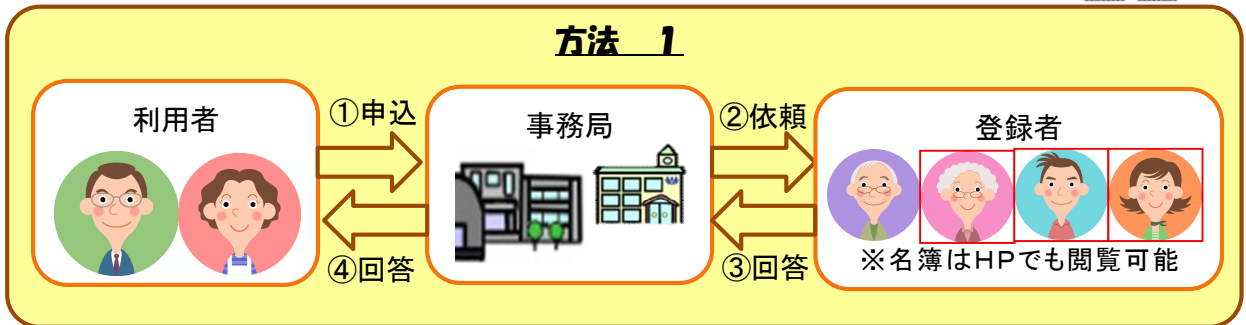 方法　1
利用者
①申込
④回答
事務局
②依頼
③回答
登録者
※名簿はHPでも閲覧可能